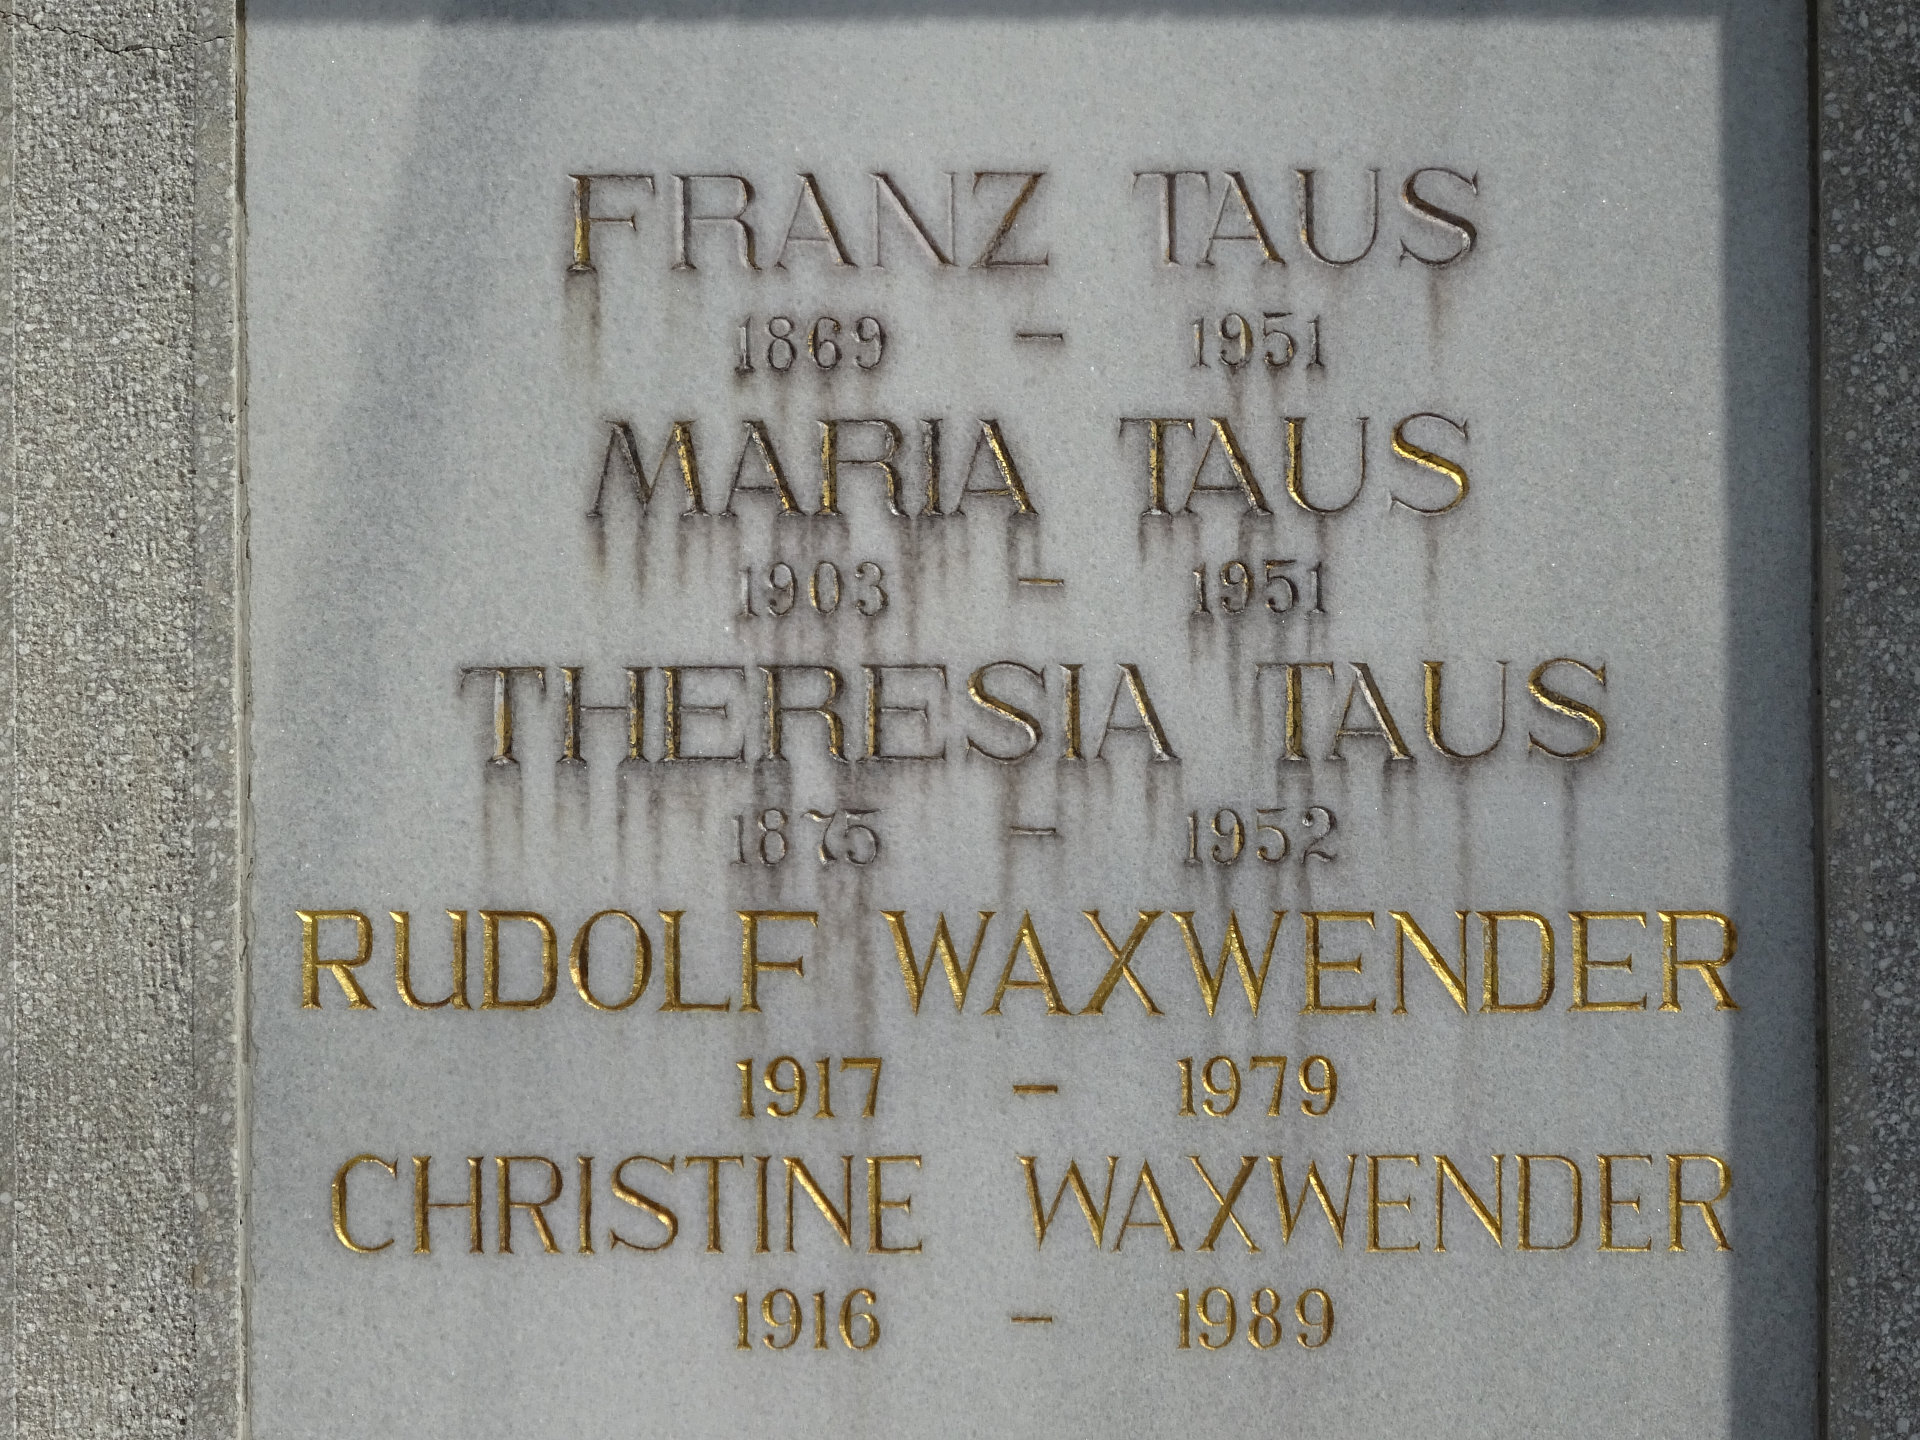 FRANZ TAUS
1869 – 1951
MARIA TAUS
1903 – 1951
THERESIA TAUS
1875 – 1952
RUDOLF WAXWENDER
1917 – 1979
CHRISTINE WAXWENDER
1916 – 1989